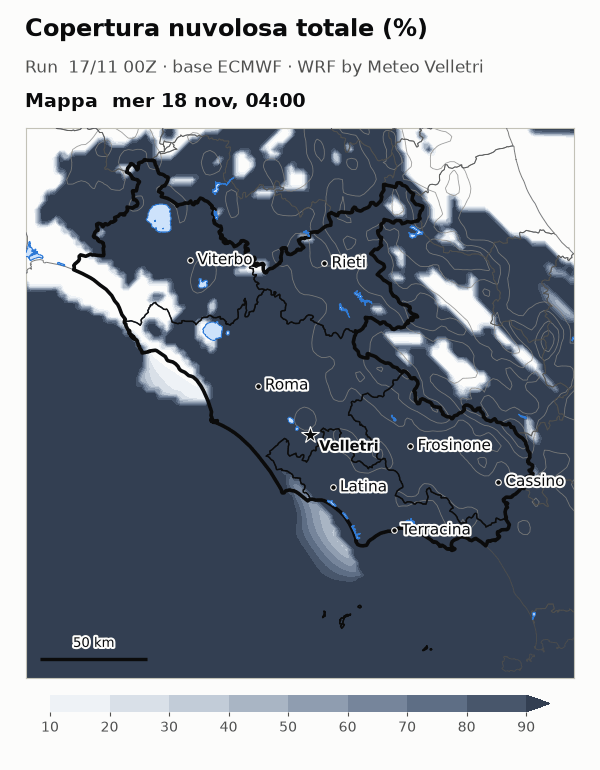 Copertura nuvolosa totale (%)
Run  17/11 00Z · base ECMWF · WRF by Meteo Velletri
Mappa  mer 18 nov, 04:00
Viterbo
Rieti
Roma
Velletri
Frosinone
Latina
Cassino
Terracina
50 km
10 20 30 40 50 60 70 80 90